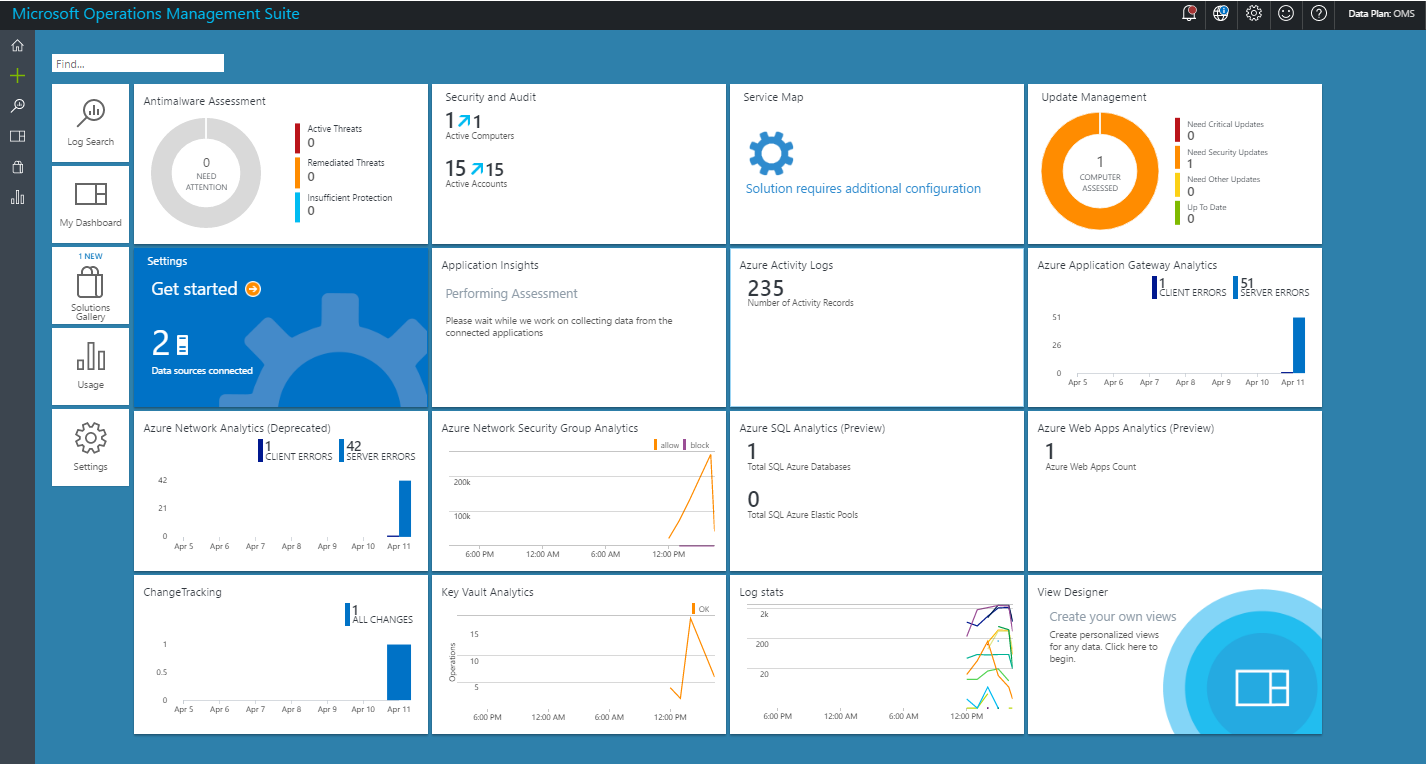 Microsoft Operations Management Suite
Data Plan: OMS
Find...
Log Search
My Dashboard
1 NEW
Solutions
Gallery
Usage
Settings
Antimalware Assessment
0
NEED
ATTENTION
Active Threats
0
Remediated Threats
0
Insufficient Protection
0
Security and Audit
1 1
Active Computers
15 15
Active Accounts
Service Map
Solution requires additional configuration
Update Management
1
COMPUTER
ASSESSED
Need Critical Updates
0
Need Security Updates
1
Need Other Updates
0
Up To Date
0
Settings
Get started
2
Data sources connected
Application Insights
Performing Assessment
Please wait while we work on collecting data from the
connected applications
Azure Activity Logs
235
Number of Activity Records
Azure Application Gateway Analytics
1 51
CLIENT ERRORS SERVER ERRORS
51
26
0
Apr 5 Apr 6 Apr 7 Apr 8 Apr 9 Apr 10 Apr 11
Azure Network Analytics (Deprecated)
1 42
CLIENT ERRORS SERVER ERRORS
42
21
0
Apr 5 Apr 6 Apr 7 Apr 8 Apr 9 Apr 10 Apr 11
Azure Network Security Group Analytics
allow block
200k
100k
6:00 PM 12:00 AM 6:00 AM 12:00 PM
Azure SQL Analytics (Preview)
1
Total SQL Azure Databases
0
Total SQL Azure Elastic Pools
Azure Web Apps Analytics (Preview)
1
Azure Web Apps Count
ChangeTracking
1
ALL CHANGES
1
0.5
0
Apr 5 Apr 6 Apr 7 Apr 8 Apr 9 Apr 10 Apr 11
Key Vault Analytics
OK
Operations
15
10
5
6:00 PM 12:00 AM 6:00 AM 12:00 PM
Log stats
2k
200
20
6:00 PM 12:00 AM 6:00 AM 12:00 PM
View Designer
Create your own views
Create personalized views
for any data. Click here to
begin.